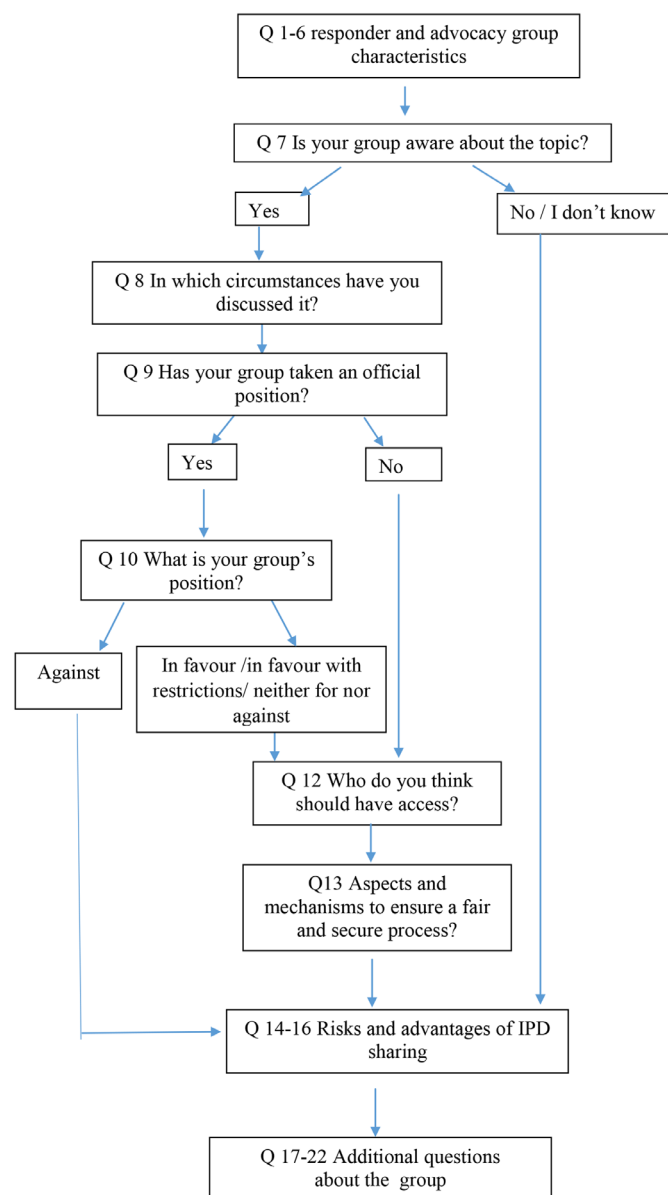 Q 1-6 responder and advocacy group
characteristics
Q 7 Is your group aware about the topic?
Yes
No / I don’t know
Q 8 In which circumstances have you
discussed it?
Q 9 Has your group taken an official
position?
Yes
No
Q 10 What is your group’s
position?
Against
In favour /in favour with
restrictions/ neither for nor
against
Q 12 Who do you think
should have access?
Q13 Aspects and
mechanisms to ensure a fair
and secure process?
Q 14-16 Risks and advantages of IPD
sharing
Q 17-22 Additional questions
about the group